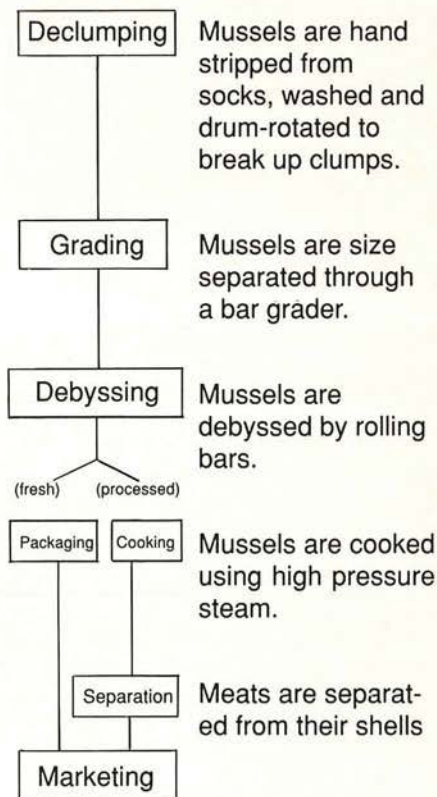 Declumping
Mussels are hand
stripped from
socks, washed and
drum-rotated to
break up clumps.
Grading
Mussels are size
separated through
a bar grader.
Debyssing
Mussels are
debyssed by rolling
bars.
(fresh) (processed)
Packaging Cooking
Mussels are cooked
using high pressure
steam.
Separation
Meats are separat-
ed from their shells
Marketing